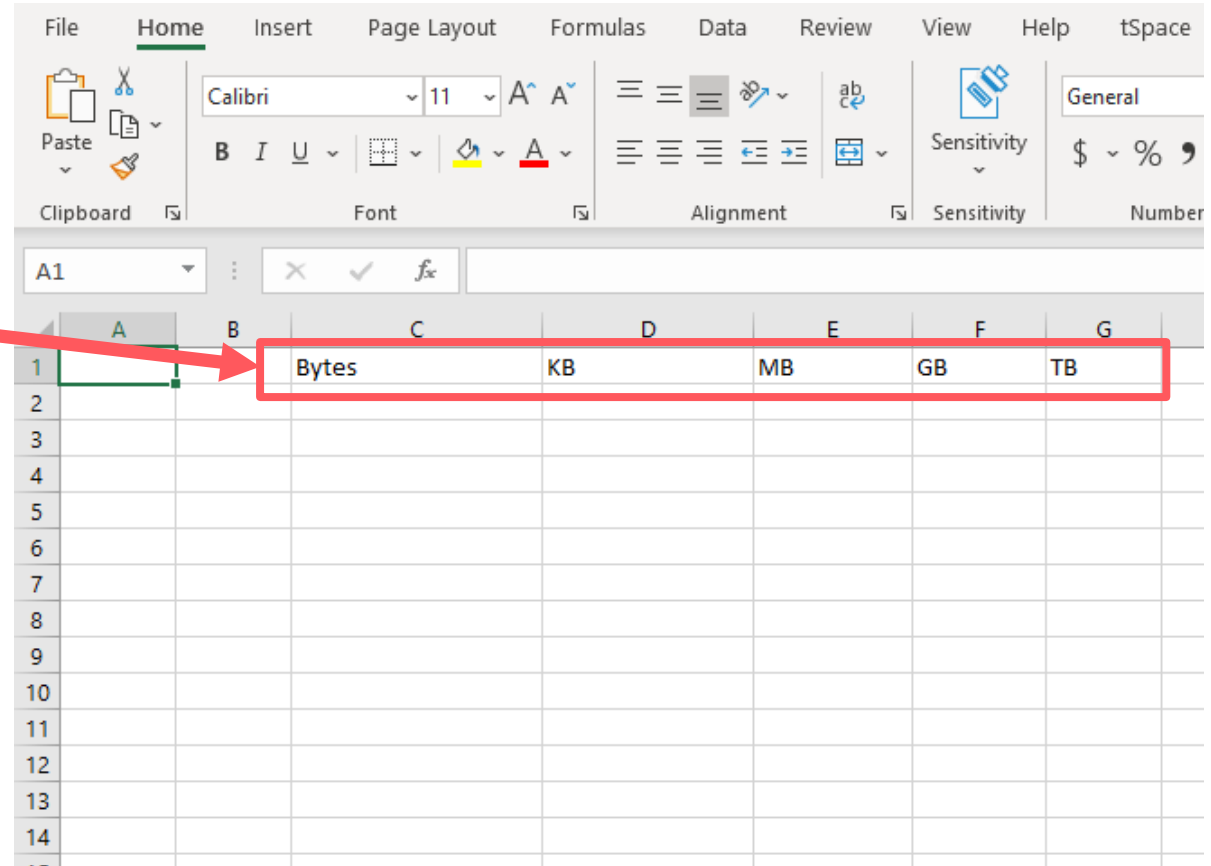 File Home Insert Page Layout Formulas Data Review View Help tSpace
Calibri 11 A A ab General
Paste B I U A Sensitivity $ % 9
Clipboard Font Alignment Sensitivity Number
A1 fx
A B C D E F G
1 Bytes KB MB GB TB
2
3
4
5
6
7
8
9
10
11
12
13
14